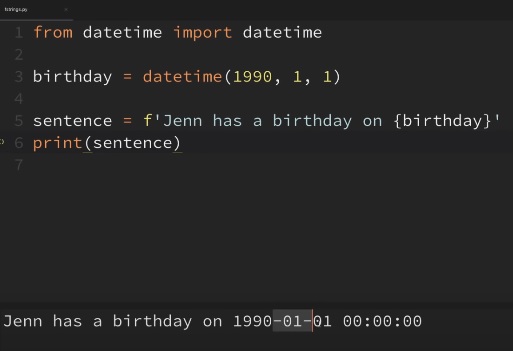 fstrings.py
1 from datetime import datetime
2
3 birthday = datetime(1990, 1, 1)
4
5 sentence = f'Jenn has a birthday on {birthday}'
6 print(sentence)
7
Jenn has a birthday on 1990-01-01 00:00:00